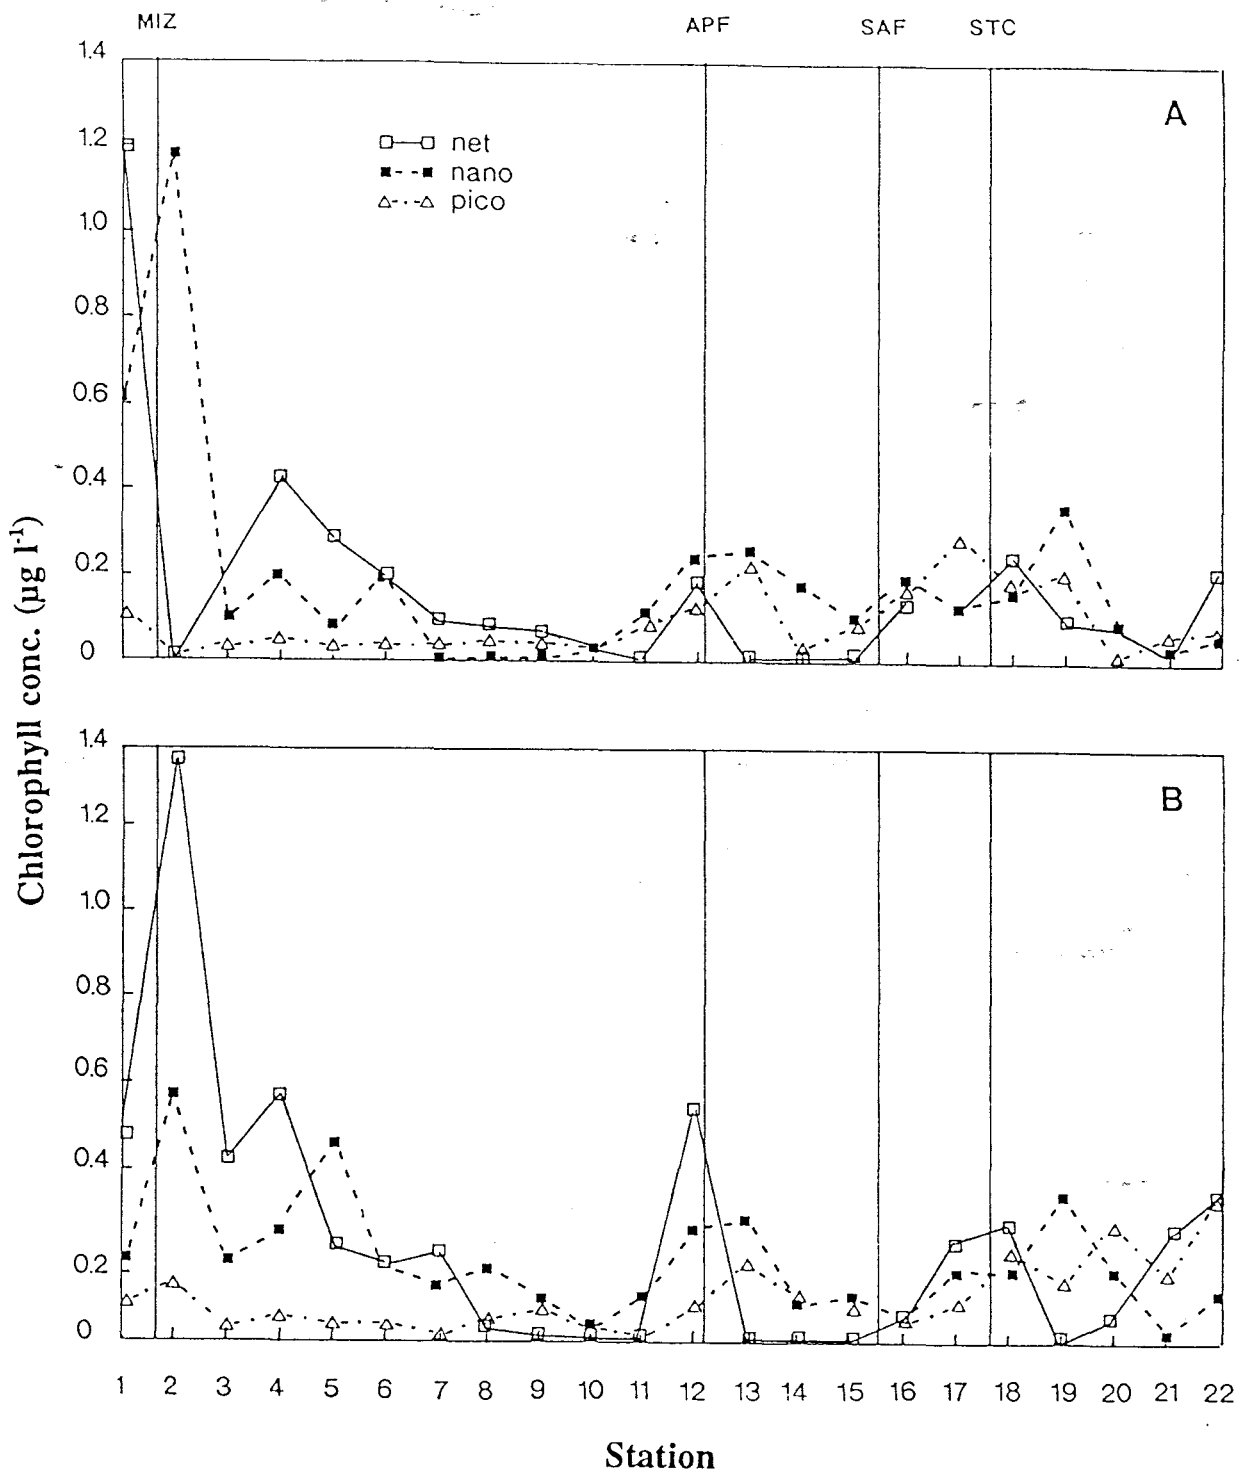 MIZ APF SAF STC
1.4
A
1.2
net
nano
pico
1.0
0.8
0.6
0.4
0.2
0
Chlorophyll conc. (µg l⁻¹)
1.4
B
1.2
1.0
0.8
0.6
0.4
0.2
0
1 2 3 4 5 6 7 8 9 10 11 12 13 14 15 16 17 18 19 20 21 22
Station